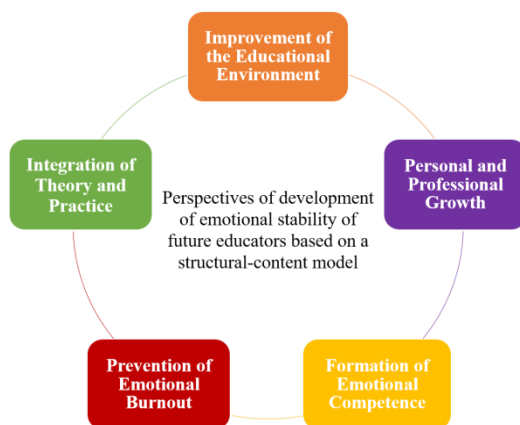 Improvement of
the Educational
Environment
Personal and
Professional
Growth
Formation of
Emotional
Competence
Prevention of
Emotional
Burnout
Integration of
Theory and
Practice
Perspectives of development
of emotional stability of
future educators based on a
structural-content model